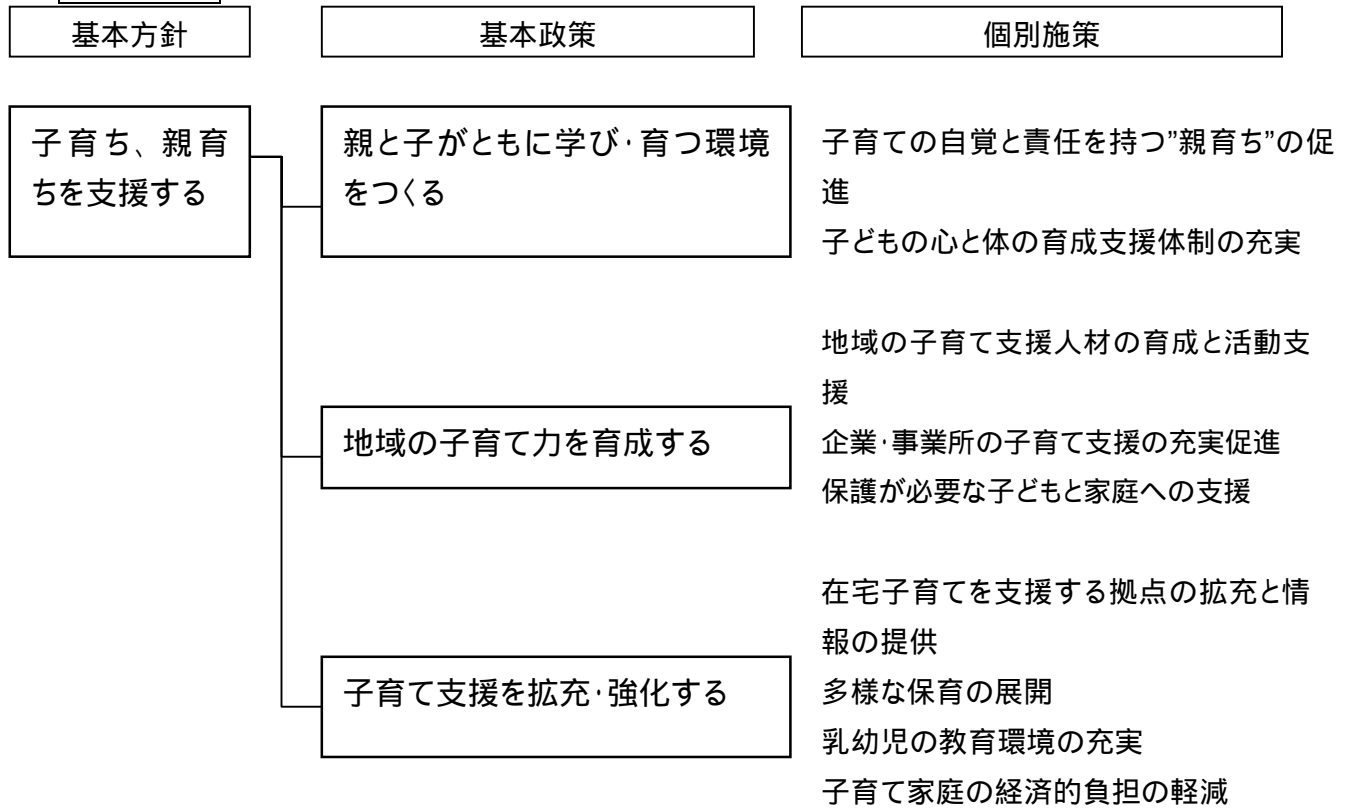 基本方針
基本政策
個別施策
子育ち、親育
ちを支援する
親と子がともに学び･育つ環境
をつくる
子育ての自覚と責任を持つ”親育ち”の促
進
子どもの心と体の育成支援体制の充実
地域の子育て力を育成する
地域の子育て支援人材の育成と活動支
援
企業･事業所の子育て支援の充実促進
保護が必要な子どもと家庭への支援
子育て支援を拡充･強化する
在宅子育てを支援する拠点の拡充と情
報の提供
多様な保育の展開
乳幼児の教育環境の充実
子育て家庭の経済的負担の軽減